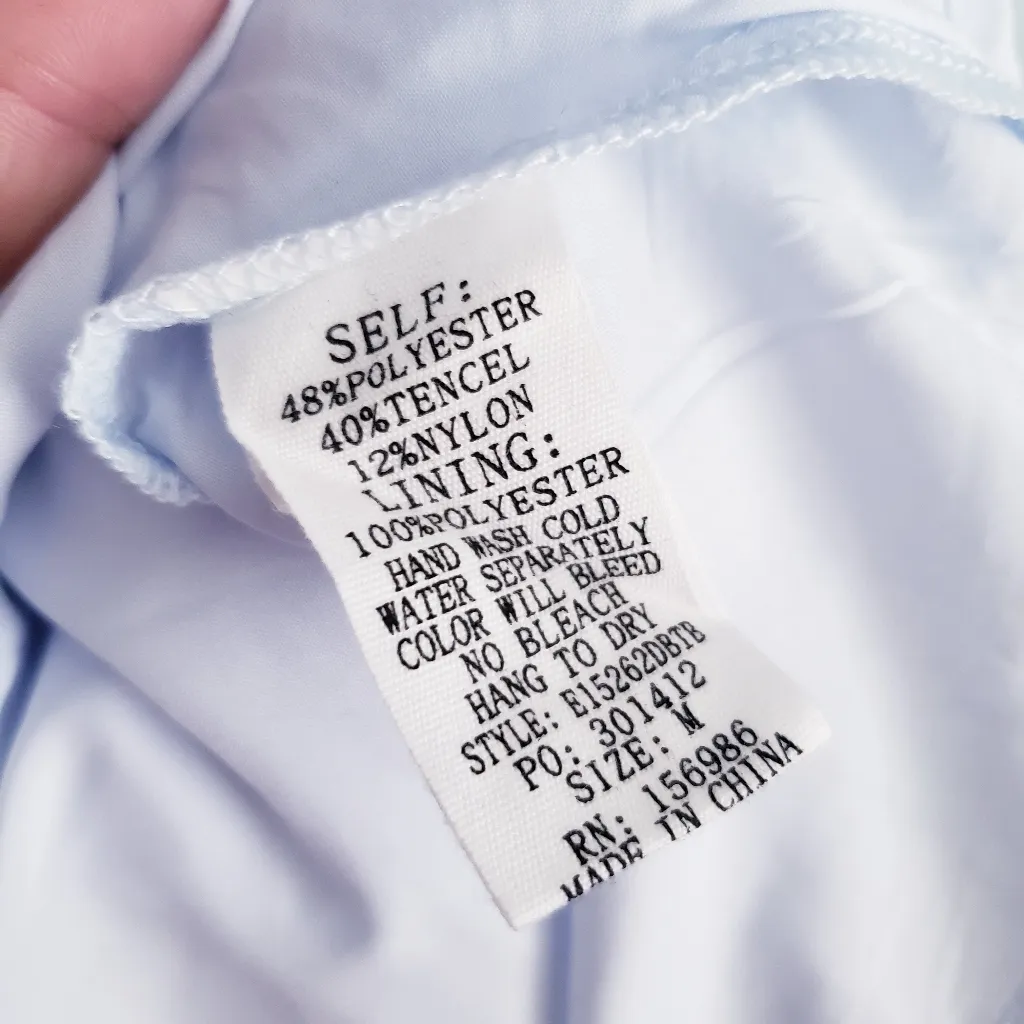 SELF:
48%POLYESTER
40%TENCEL
12%NYLON
LINING:
100%POLYESTER
HAND WASH COLD
WATER SEPARATELY
COLOR WILL BLEED
NO BLEACH
HANG TO DRY
STYLE: E15262DBTB
PO: 301412
SIZE: M
RN: 156986
MADE IN CHINA